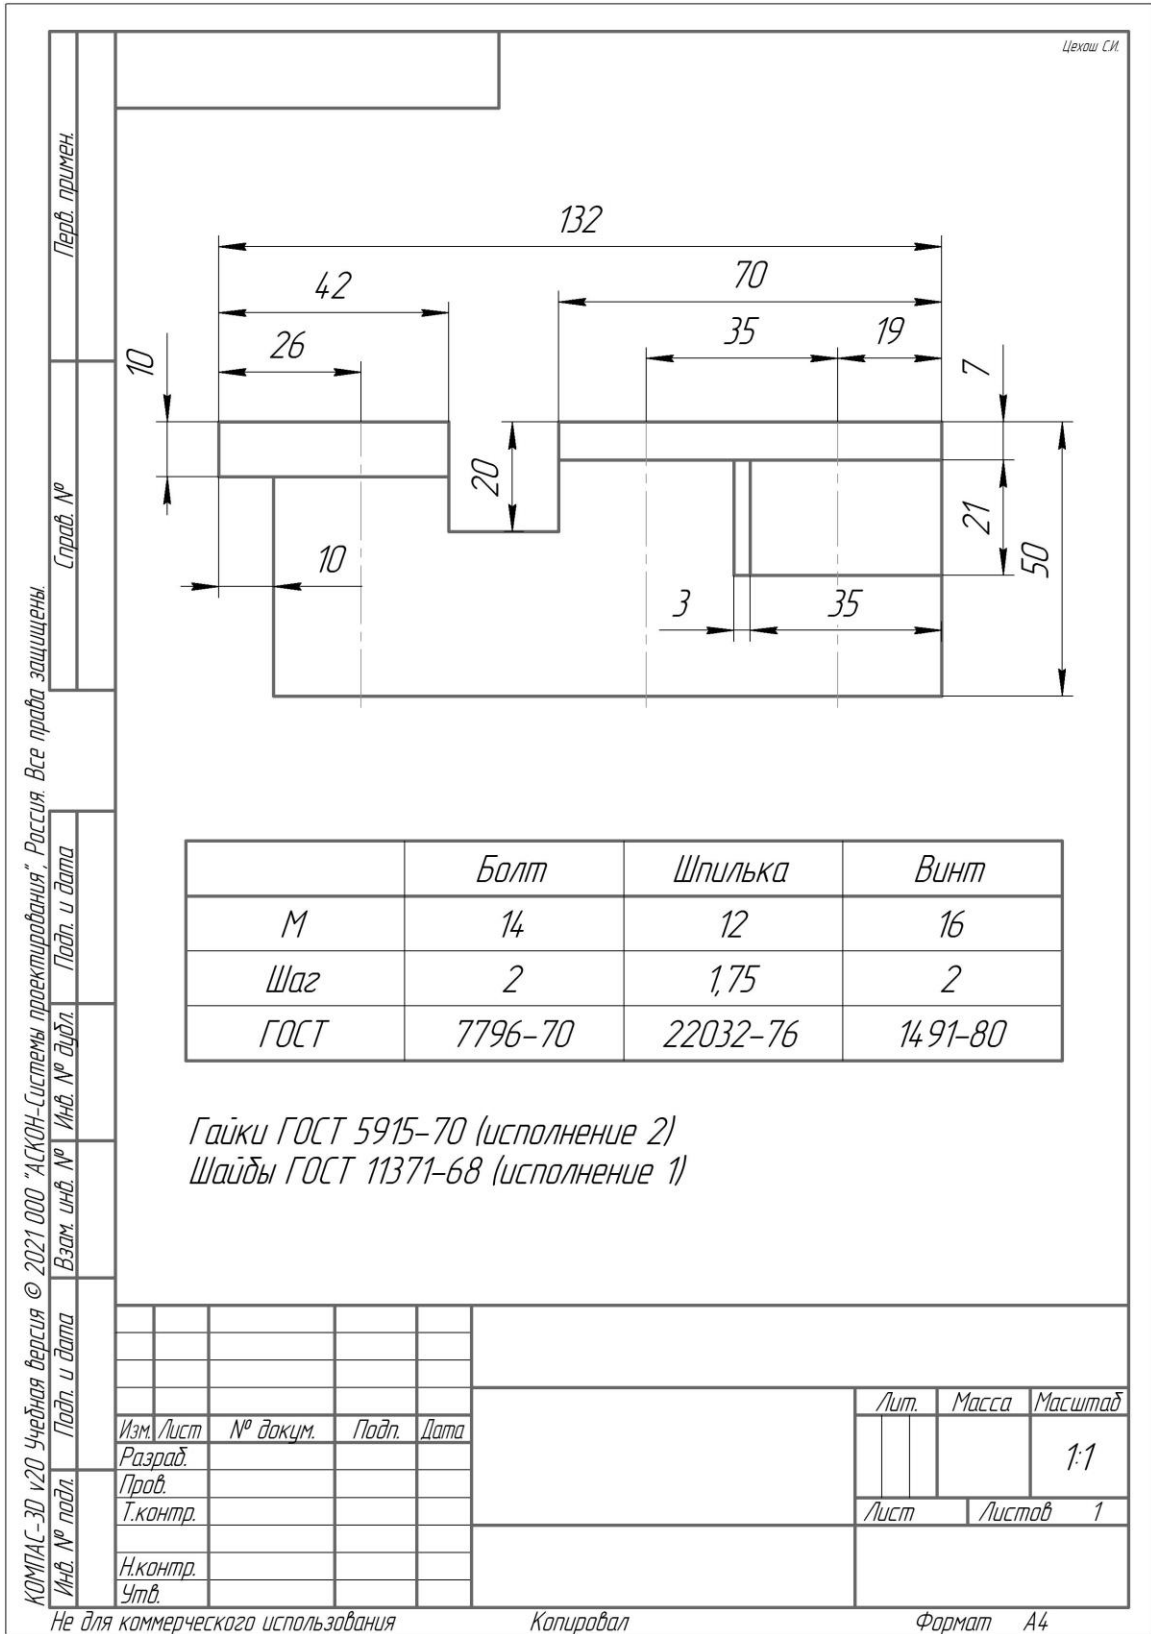 Цехош С.И.
Перв. примен.
Справ. №
Подп. и дата
Инв. № дубл.
Взам. инв. №
Подп. и дата
Инв. № подл.
КОМПАС-3D v20 Учебная версия © 2021 ООО "АСКОН-Системы проектирования", Россия. Все права защищены.
132
42
70
26
35
19
10
7
20
21
50
10
3
35
Болт Шпилька Винт
М 14 12 16
Шаг 2 1,75 2
ГОСТ 7796-70 22032-76 1491-80
Гайки ГОСТ 5915-70 (исполнение 2)
Шайбы ГОСТ 11371-68 (исполнение 1)
Лит. Масса Масштаб
Изм. Лист № докум. Подп. Дата
1:1
Разраб.
Пров.
Т.контр.
Лист Листов 1
Н.контр.
Утв.
Не для коммерческого использования Копировал Формат А4